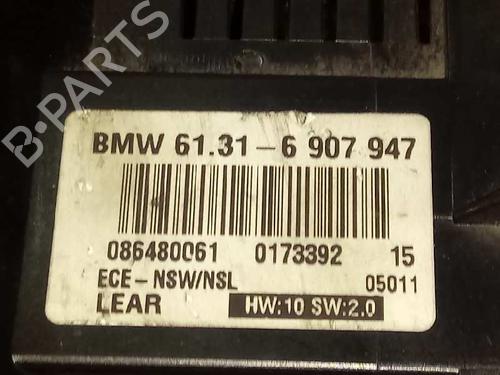 B-PARTS
BMW 61.31-6 907 947
086480061 0173392 15
ECE-NSW/NSL 05011
LEAR HW:10 SW:2.0